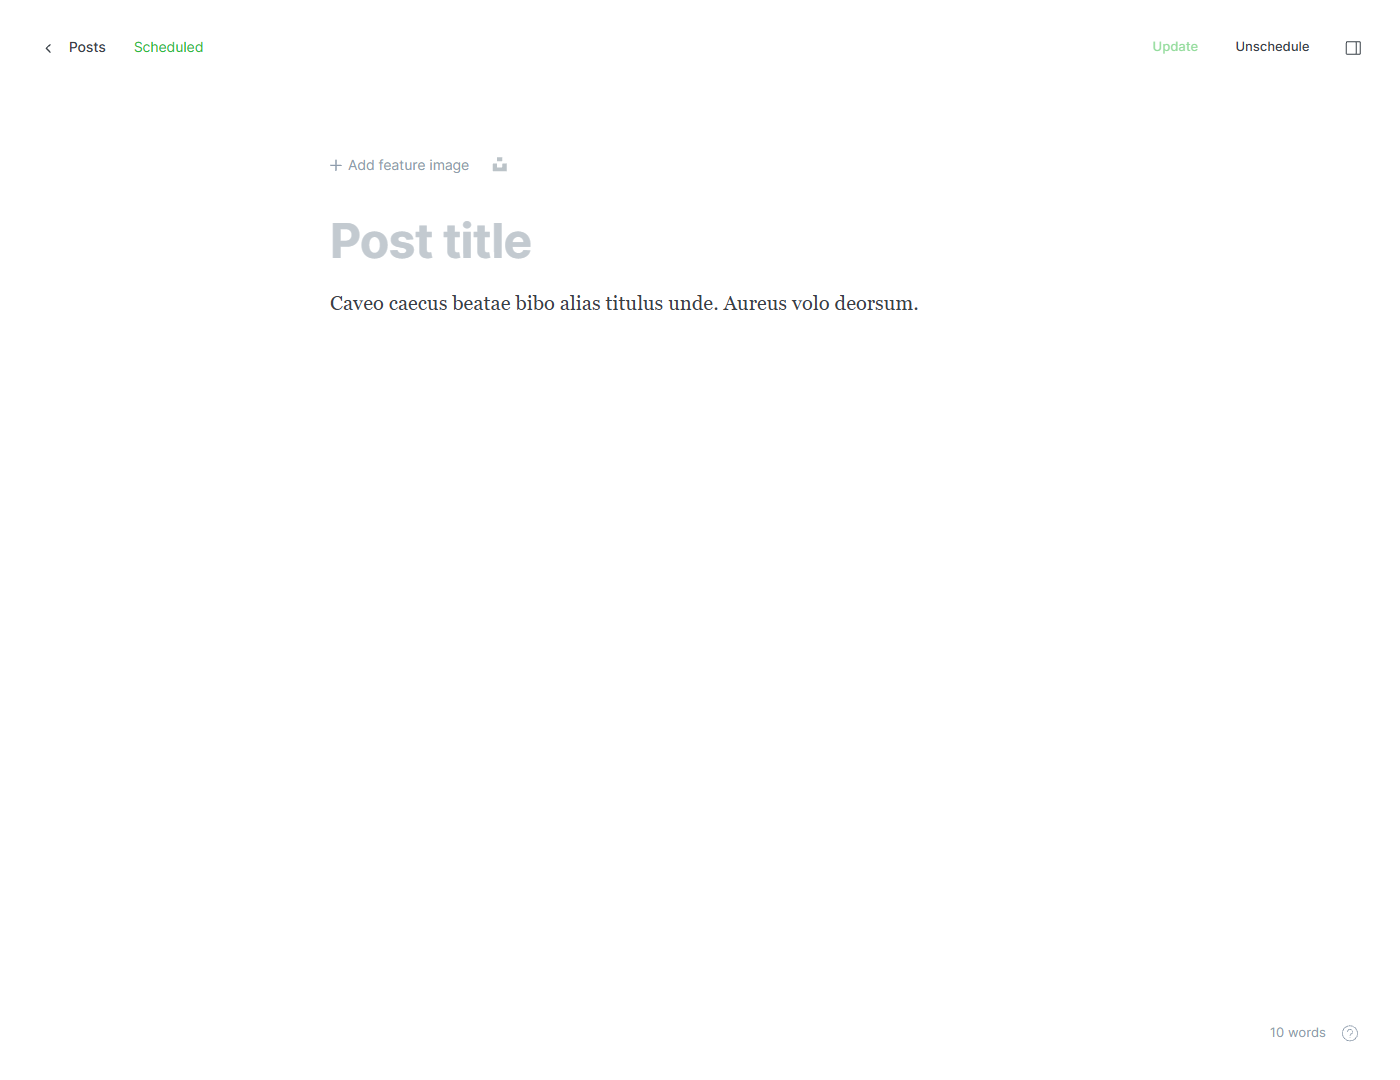 Posts Scheduled Update Unschedule
Add feature image
Post title
Caveo caecus beatae bibo alias titulus unde. Aureus volo deorsum.
10 words